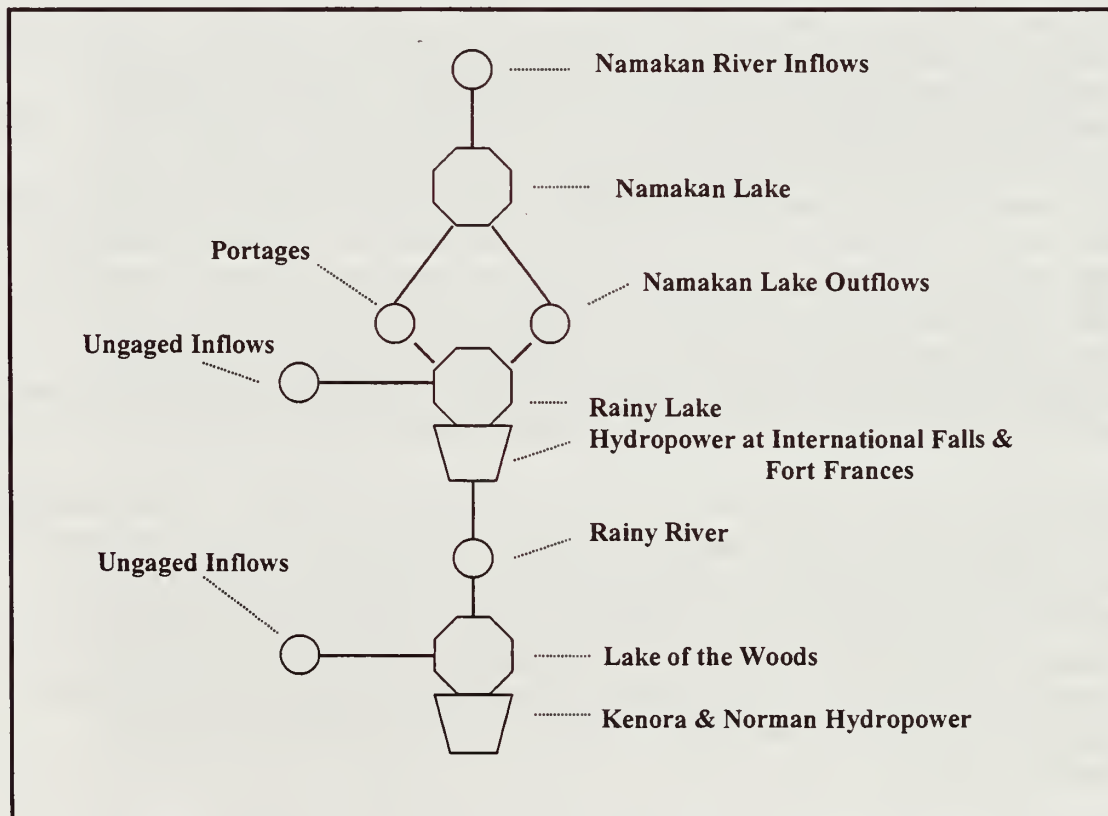 Namakan River Inflows
Namakan Lake
Portages
Namakan Lake Outflows
Ungaged Inflows
Rainy Lake
Hydropower at International Falls &
Fort Frances
Rainy River
Ungaged Inflows
Lake of the Woods
Kenora & Norman Hydropower